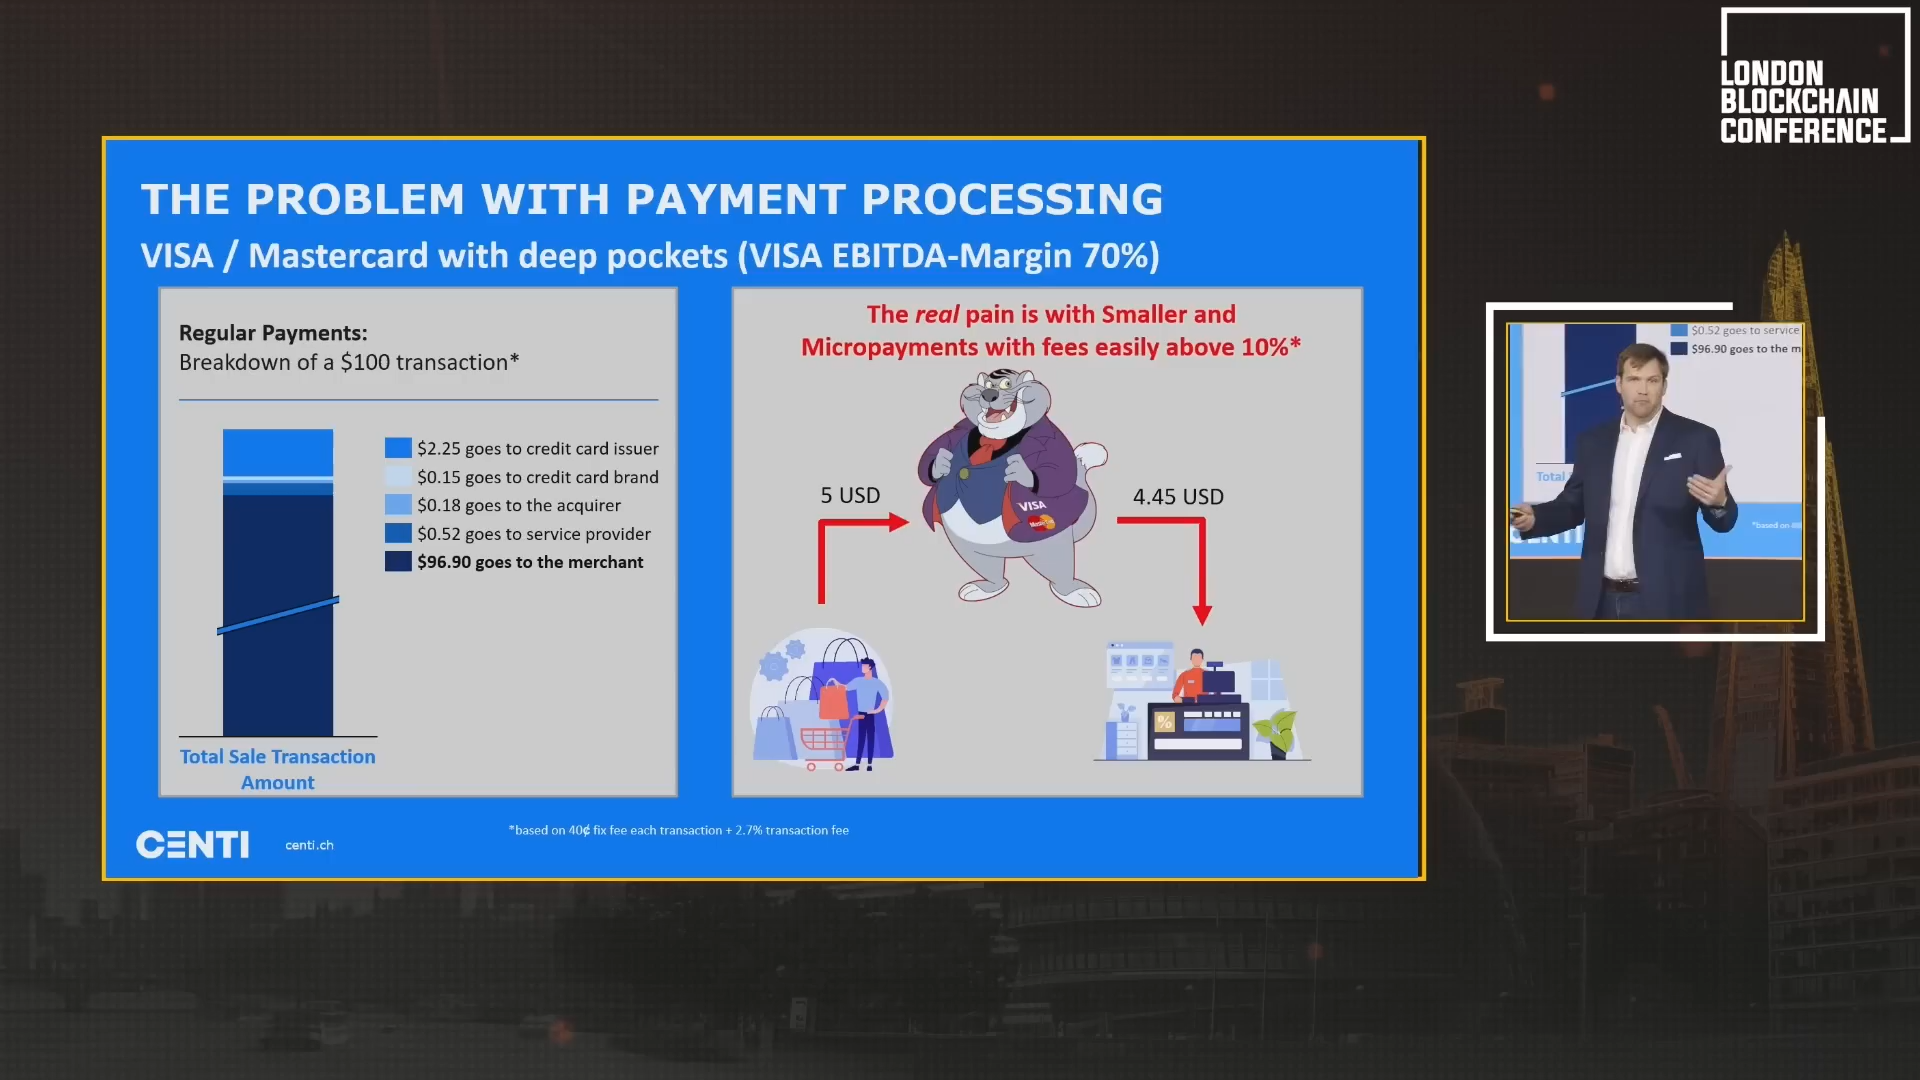 LONDON
BLOCKCHAIN
CONFERENCE
THE PROBLEM WITH PAYMENT PROCESSING
VISA / Mastercard with deep pockets (VISA EBITDA-Margin 70%)
Regular Payments:
Breakdown of a $100 transaction*
$2.25 goes to credit card issuer
$0.15 goes to credit card brand
$0.18 goes to the acquirer
$0.52 goes to service provider
$96.90 goes to the merchant
Total Sale Transaction
Amount
The real pain is with Smaller and
Micropayments with fees easily above 10%*
5 USD
4.45 USD
VISA
%
CENTI
centi.ch
*based on 40¢ fix fee each transaction + 2.7% transaction fee
$0.52 goes to service
$96.90 goes to the m
Total
*based on
CENTI